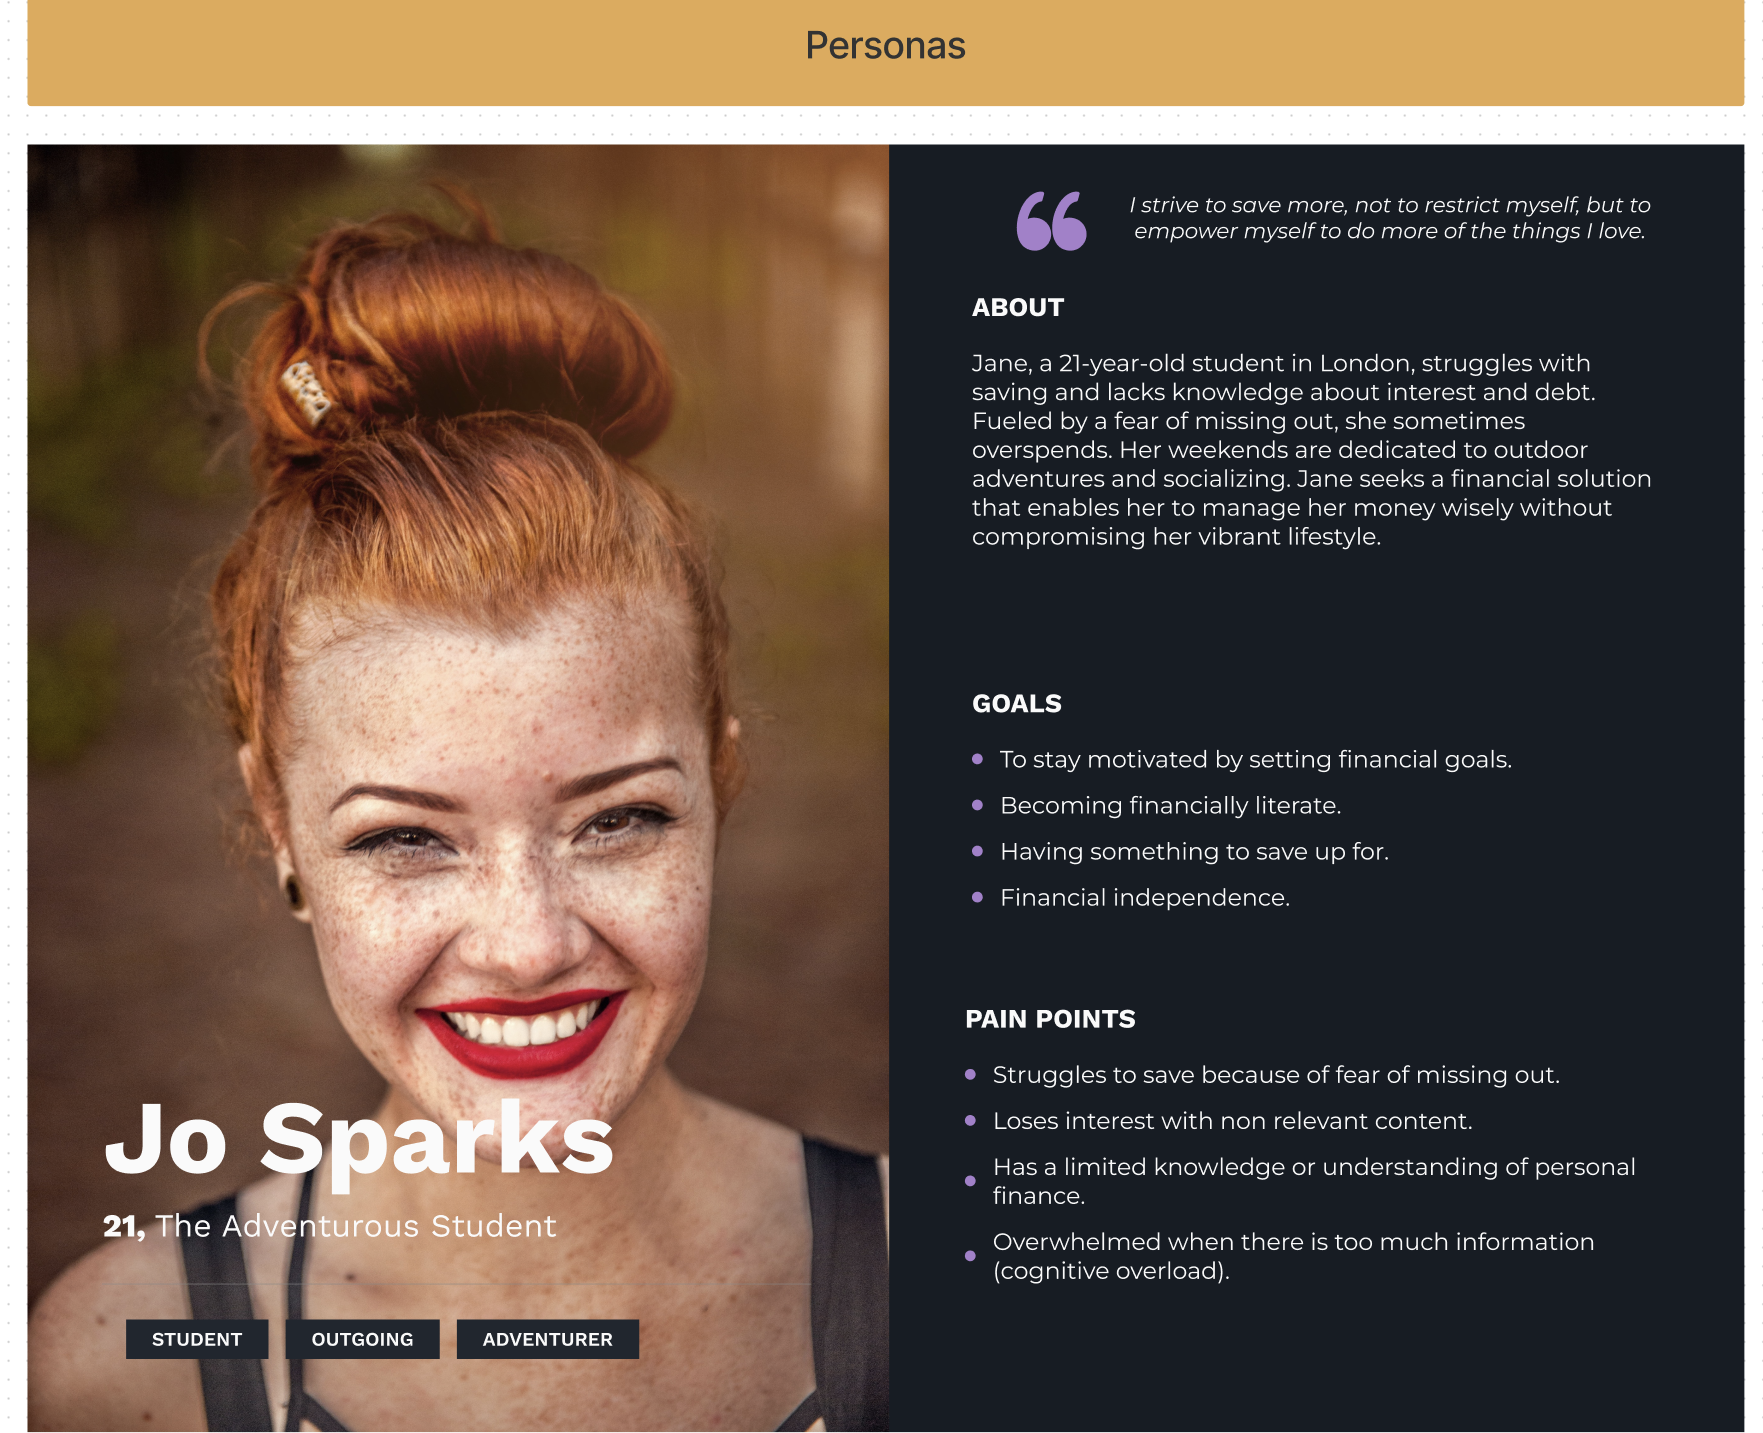 Personas
I strive to save more, not to restrict myself, but to
empower myself to do more of the things I love.
ABOUT
Jane, a 21-year-old student in London, struggles with
saving and lacks knowledge about interest and debt.
Fueled by a fear of missing out, she sometimes
overspends. Her weekends are dedicated to outdoor
adventures and socializing. Jane seeks a financial solution
that enables her to manage her money wisely without
compromising her vibrant lifestyle.
GOALS
To stay motivated by setting financial goals.
Becoming financially literate.
Having something to save up for.
Financial independence.
PAIN POINTS
Struggles to save because of fear of missing out.
Loses interest with non relevant content.
Has a limited knowledge or understanding of personal
finance.
Overwhelmed when there is too much information
(cognitive overload).
Jo Sparks
21, The Adventurous Student
STUDENT
OUTGOING
ADVENTURER